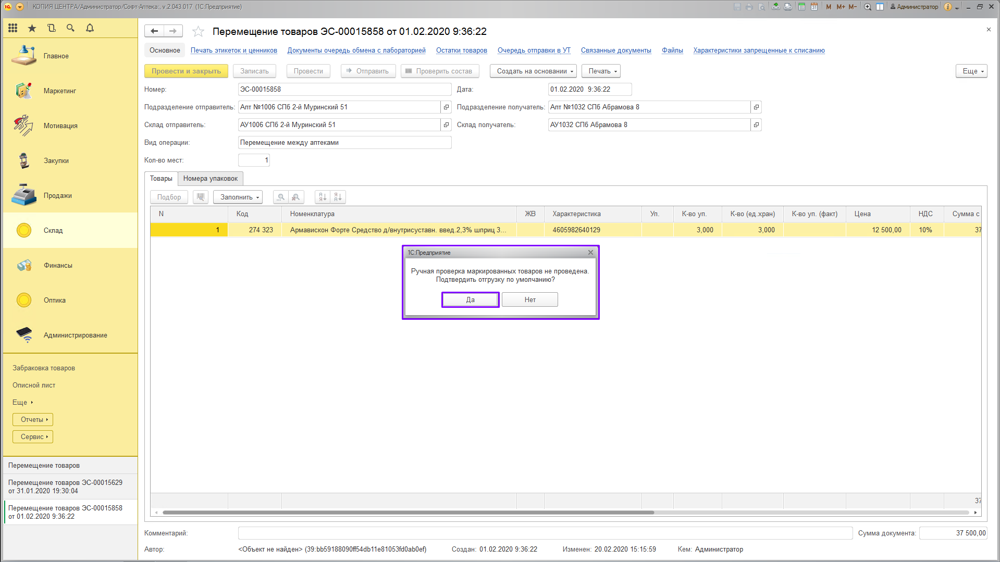 КОПИЯ ЦЕНТРА/Администратор/Софт-Аптека:, v.2.043.017 (1С:Предприятие)
M M+ M- Администратор
Главное
Маркетинг
Мотивация
Закупки
Продажи
Склад
Финансы
Оптика
Администрирование
Забраковка товаров
Описной лист
Еще
Отчеты
Сервис
Перемещение товаров
Перемещение товаров ЭС-00015629
от 31.01.2020 19:30:04
Перемещение товаров ЭС-00015858
от 01.02.2020 9:36:22
Перемещение товаров ЭС-00015858 от 01.02.2020 9:36:22
Основное Печать этикеток и ценников Документы очередь обмена с лабораторией Остатки товаров Очередь отправки в УТ Связанные документы Файлы Характеристики запрещенные к списанию
Провести и закрыть Записать Провести Отправить Проверить состав Создать на основании Печать Еще
Номер: ЭС-00015858 Дата: 01.02.2020 9:36:22
Подразделение отправитель: Апт №1006 СПб 2-й Муринский 51 Подразделение получатель: Апт №1032 СПб Абрамова 8
Склад отправитель: АУ1006 СПб 2-й Муринский 51 Склад получатель: АУ1032 СПб Абрамова 8
Вид операции: Перемещение между аптеками
Кол-во мест: 1
Товары Номера упаковок
Подбор Заполнить
N Код Номенклатура ЖВ Характеристика Уп. К-во уп. К-во (ед.хран) К-во уп. (факт) Цена НДС Сумма с
1 274 323 Армавискон Форте Средство д/внутрисуставн. введ.2,3% шприц 3... 4605982640129 3,000 3,000 12 500,00 10% 37
1С:Предприятие
Ручная проверка маркированных товаров не проведена.
Подтвердить отгрузку по умолчанию?
Да Нет
37
Комментарий: Сумма документа: 37 500,00
Автор: <Объект не найден> (39:bb59188090ff54db11e81053fd0ab0ef) Создан: 01.02.2020 9:36:22 Изменен: 20.02.2020 15:15:59 Кем: Администратор